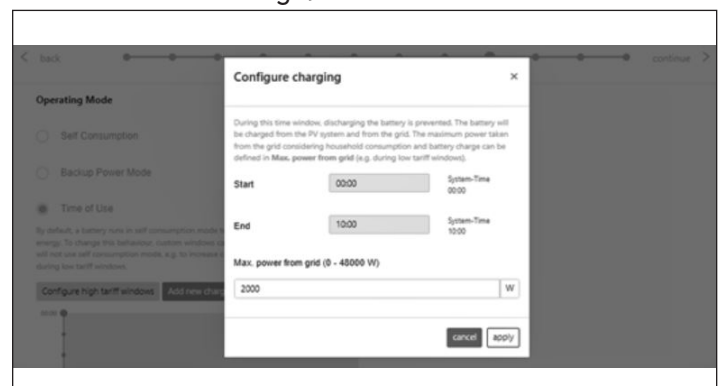 back
continue
Configure charging
×
Operating Mode
During this time window, discharging the battery is prevented. The battery will
be charged from the PV system and from the grid. The maximum power taken
from the grid considering household consumption and battery charge can be
defined in Max. power from grid (e.g. during low tariff windows).
Self Consumption
Backup Power Mode
Start
00:00
System-Time
00:00
Time of Use
By default, a battery runs in self consumption mode
energy. To change this behaviour, custom windows
will not use self consumption mode, e.g. to increase
during low tariff windows.
End
10:00
System-Time
10:00
Max. power from grid (0 - 48000 W)
Configure high tariff windows
Add new charg
2000
W
00:00
cancel
apply